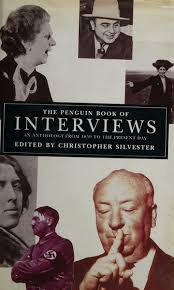 THE PENGUIN BOOK OF
INTERVIEWS
AN ANTHOLOGY FROM 1859 TO THE PRESENT DAY
EDITED BY CHRISTOPHER SILVESTER